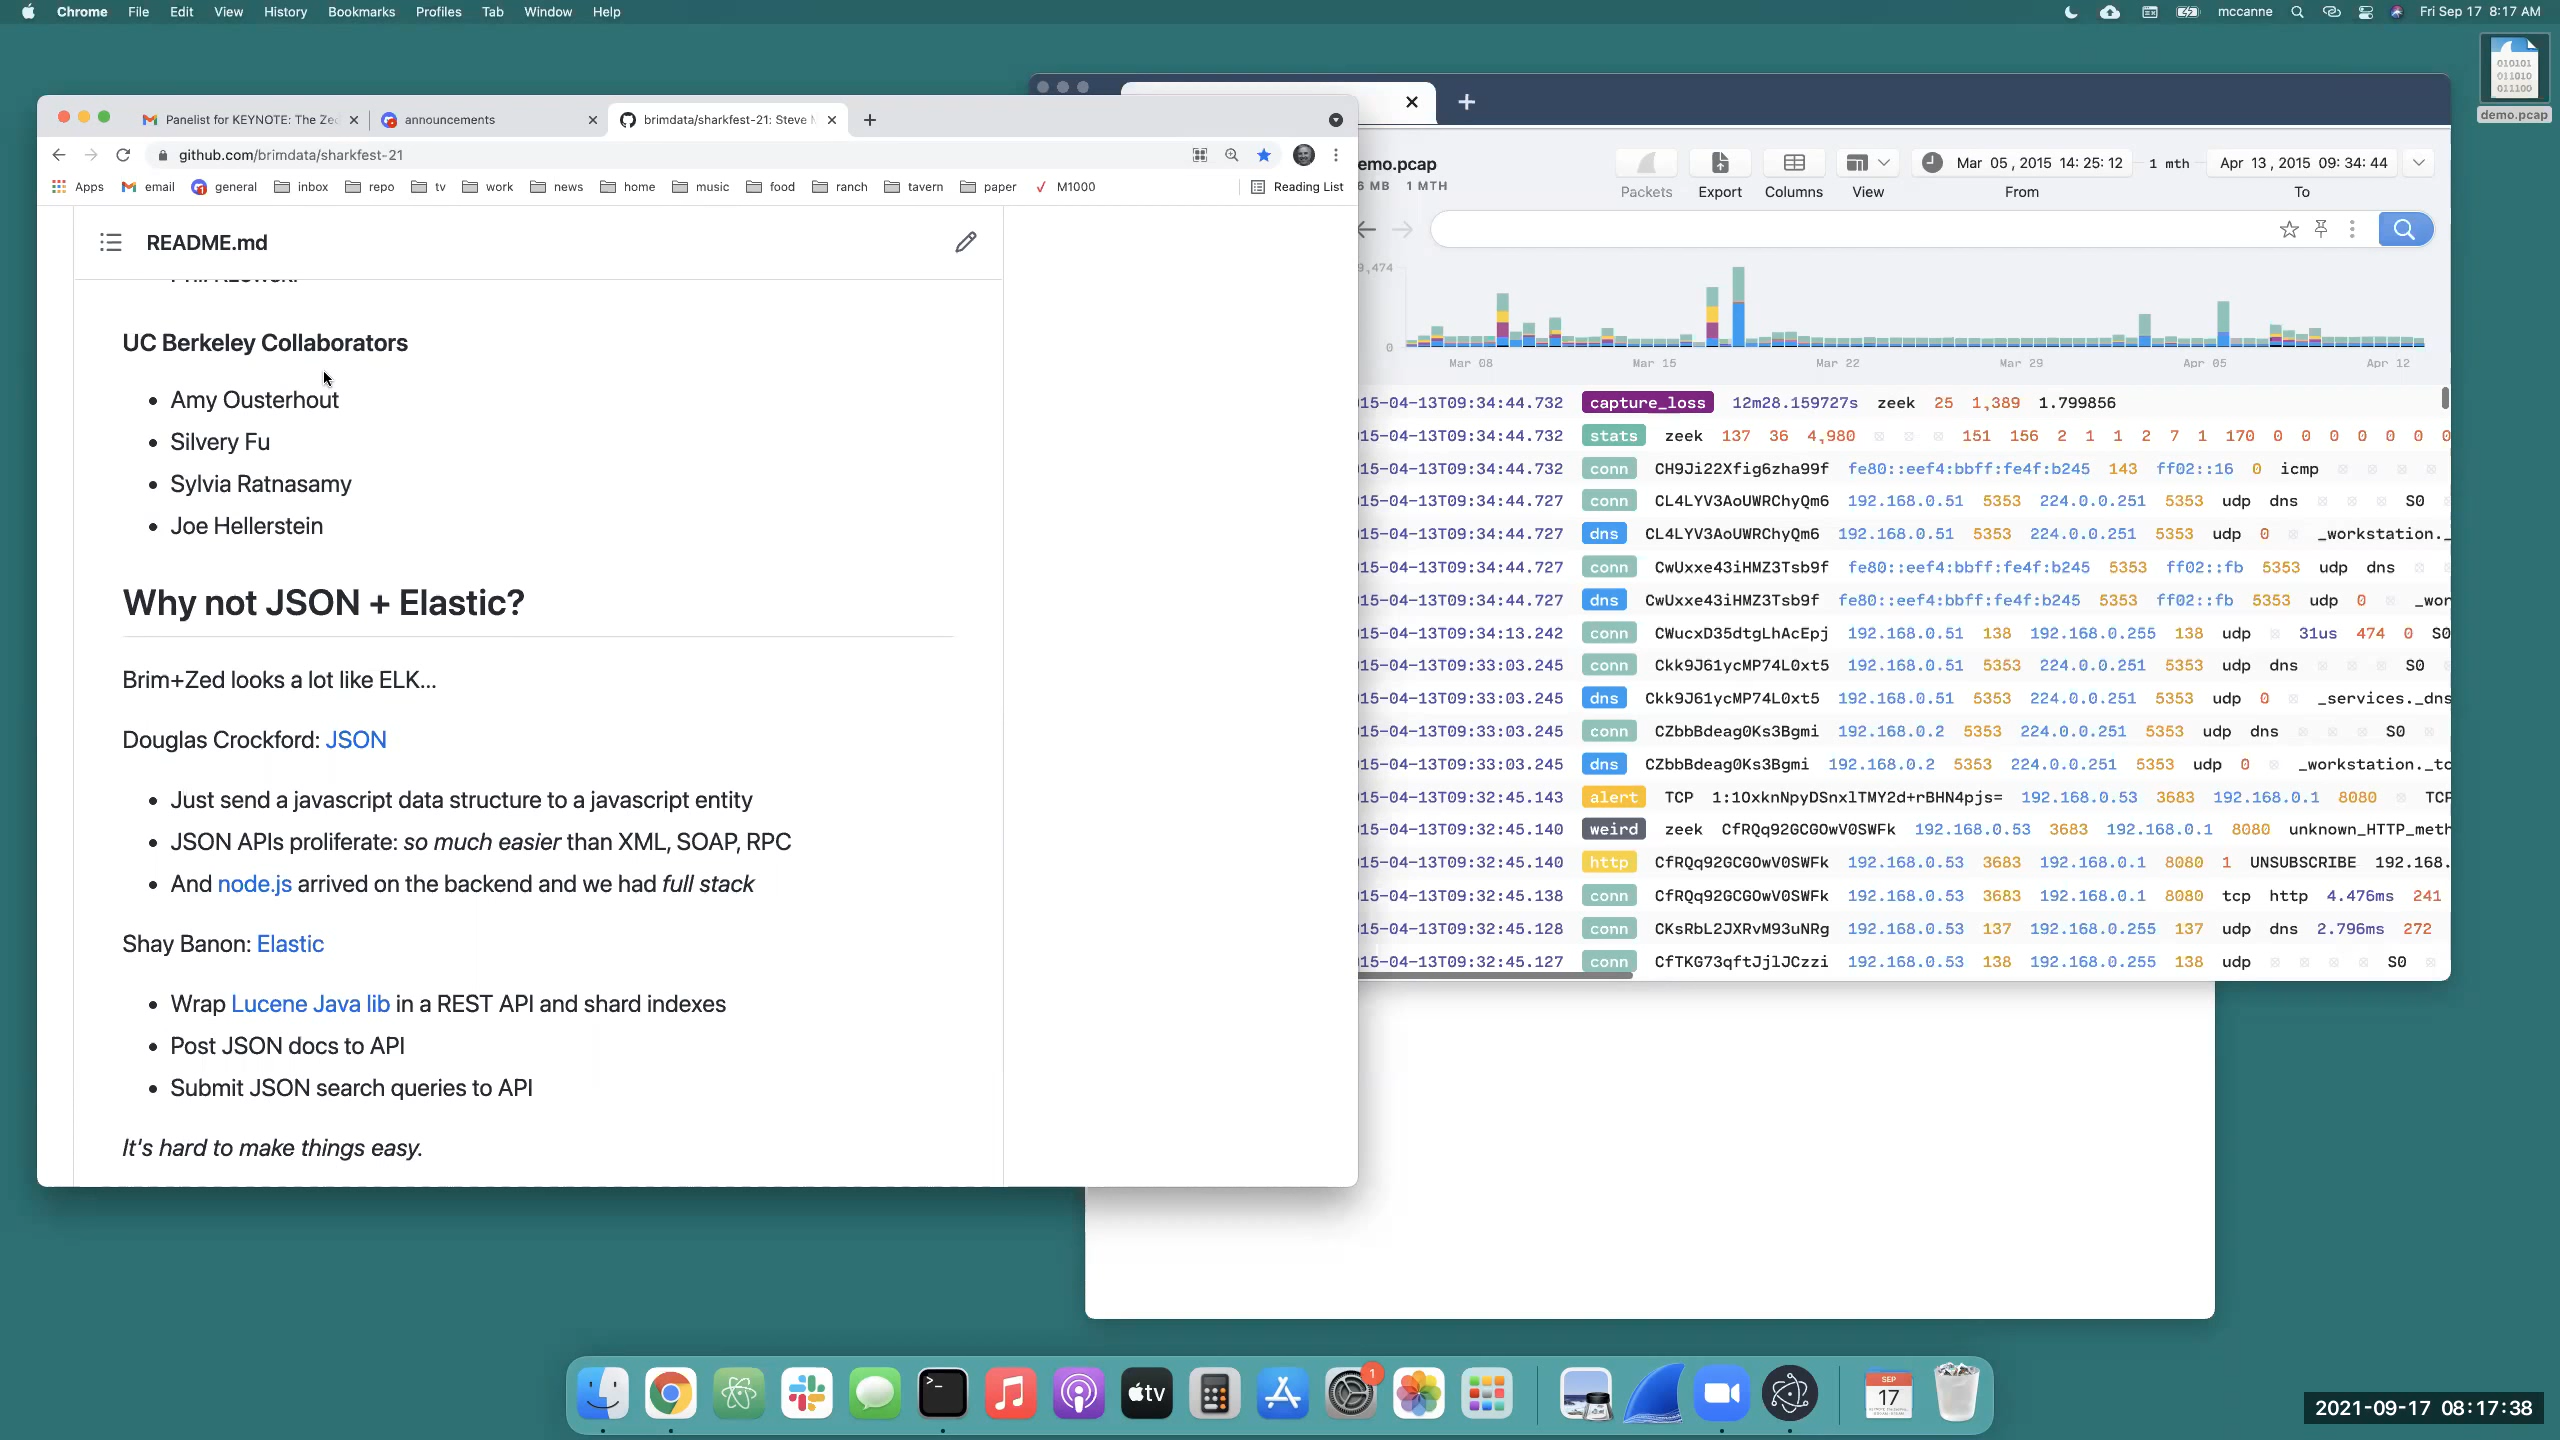 Chrome File Edit View History Bookmarks Profiles Tab Window Help
mccanne Fri Sep 17 8:17 AM
010101
011010
011100
demo.pcap
Panelist for KEYNOTE: The Ze
announcements
brimdata/sharkfest-21: Steve M
github.com/brimdata/sharkfest-21
Apps email general inbox repo tv work news home music food ranch tavern paper M1000 Reading List
README.md
UC Berkeley Collaborators
Amy Ousterhout
Silvery Fu
Sylvia Ratnasamy
Joe Hellerstein
Why not JSON + Elastic?
Brim+Zed looks a lot like ELK...
Douglas Crockford: JSON
Just send a javascript data structure to a javascript entity
JSON APIs proliferate: so much easier than XML, SOAP, RPC
And node.js arrived on the backend and we had full stack
Shay Banon: Elastic
Wrap Lucene Java lib in a REST API and shard indexes
Post JSON docs to API
Submit JSON search queries to API
It's hard to make things easy.
emo.pcap
6 MB 1 MTH
Packets Export Columns View
Mar 05, 2015 14:25:12 1 mth Apr 13, 2015 09:34:44
From To
9,474
0
Mar 08 Mar 15 Mar 22 Mar 29 Apr 05 Apr 12
15-04-13T09:34:44.732 capture_loss 12m28.159727s zeek 25 1,389 1.799856
15-04-13T09:34:44.732 stats zeek 137 36 4,980 151 156 2 1 1 2 7 1 170 0 0 0 0 0 0 0
15-04-13T09:34:44.732 conn CH9Ji22Xfig6zha99f fe80::eef4:bbff:fe4f:b245 143 ff02::16 0 icmp
15-04-13T09:34:44.727 conn CL4LYV3AoUWRChyQm6 192.168.0.51 5353 224.0.0.251 5353 udp dns S0
15-04-13T09:34:44.727 dns CL4LYV3AoUWRChyQm6 192.168.0.51 5353 224.0.0.251 5353 udp 0 _workstation._
15-04-13T09:34:44.727 conn CwUxxe43iHMZ3Tsb9f fe80::eef4:bbff:fe4f:b245 5353 ff02::fb 5353 udp dns
15-04-13T09:34:44.727 dns CwUxxe43iHMZ3Tsb9f fe80::eef4:bbff:fe4f:b245 5353 ff02::fb 5353 udp 0 _wor
15-04-13T09:34:13.242 conn CWucxD35dtgLhAcEpj 192.168.0.51 138 192.168.0.255 138 udp 31us 474 0 S0
15-04-13T09:33:03.245 conn Ckk9J61ycMP74L0xt5 192.168.0.51 5353 224.0.0.251 5353 udp dns S0
15-04-13T09:33:03.245 dns Ckk9J61ycMP74L0xt5 192.168.0.51 5353 224.0.0.251 5353 udp 0 _services._dns
15-04-13T09:33:03.245 conn CZbbBdeag0Ks3Bgmi 192.168.0.2 5353 224.0.0.251 5353 udp dns S0
15-04-13T09:33:03.245 dns CZbbBdeag0Ks3Bgmi 192.168.0.2 5353 224.0.0.251 5353 udp 0 _workstation._tc
15-04-13T09:32:45.143 alert TCP 1:1OxknNpyDSnxlTMY2d+rBHN4pjs= 192.168.0.53 3683 192.168.0.1 8080 TCP
15-04-13T09:32:45.140 weird zeek CfRQq92GCGOwV0SWFk 192.168.0.53 3683 192.168.0.1 8080 unknown_HTTP_meth
15-04-13T09:32:45.140 http CfRQq92GCGOwV0SWFk 192.168.0.53 3683 192.168.0.1 8080 1 UNSUBSCRIBE 192.168.
15-04-13T09:32:45.138 conn CfRQq92GCGOwV0SWFk 192.168.0.53 3683 192.168.0.1 8080 tcp http 4.476ms 241
15-04-13T09:32:45.128 conn CKsRbL2JXRvM93uNRg 192.168.0.53 137 192.168.0.255 137 udp dns 2.796ms 272
15-04-13T09:32:45.127 conn CfTKG73qftJjlJCzzi 192.168.0.53 138 192.168.0.255 138 udp S0
tv
1
SEP
17
2021-09-17 08:17:38